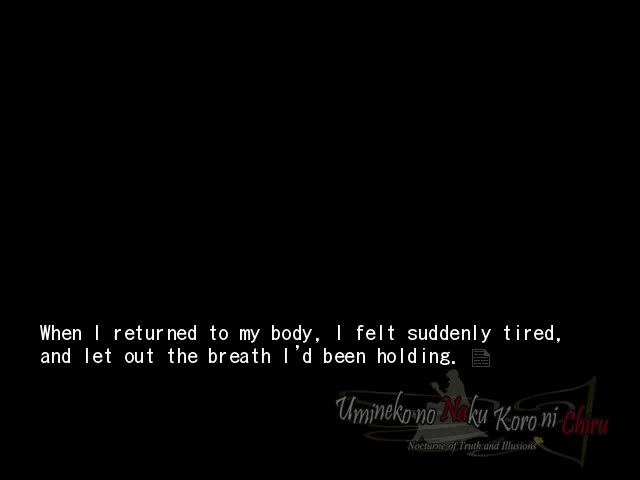 When I returned to my body, I felt suddenly tired,
and let out the breath I'd been holding.
Umineko no Naku Koro ni Chiru
Nocturne of Truth and Illusions